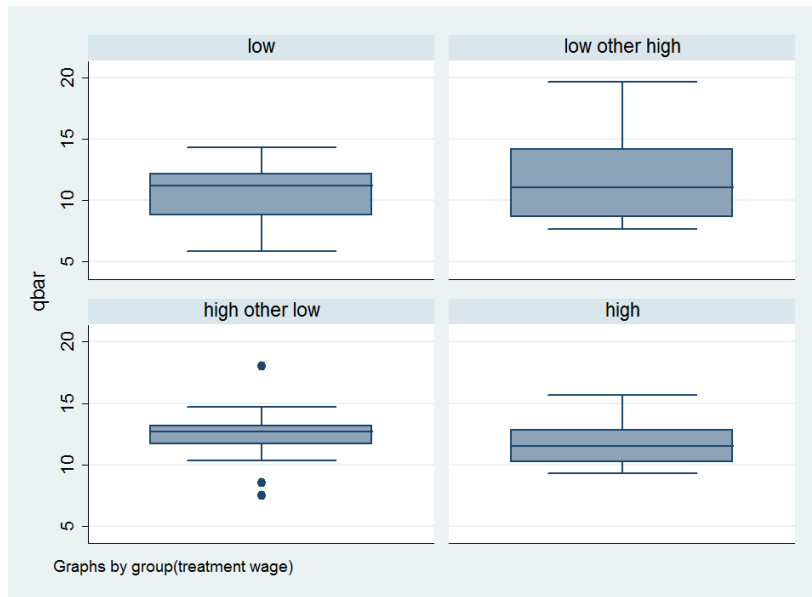 low
low other high
20
15
10
5
high other low
high
20
15
10
5
qbar
Graphs by group(treatment wage)